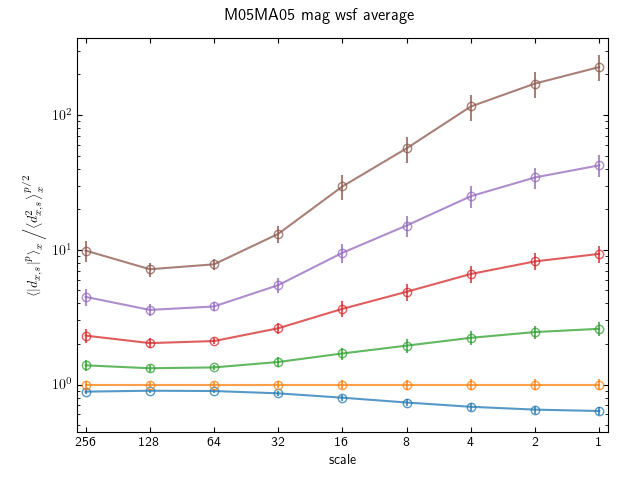 M05MA05 mag wsf average
⟨|d_{x,s}|^p⟩_x / ⟨d²_{x,s}⟩_x^{p/2}
10²
10¹
10⁰
256 128 64 32 16 8 4 2 1
scale